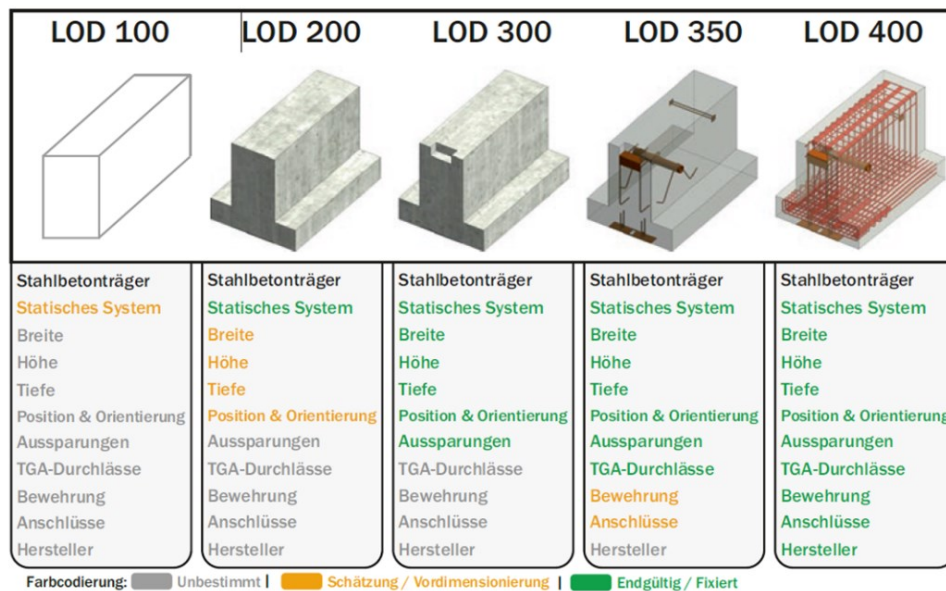 LOD 100
LOD 200
LOD 300
LOD 350
LOD 400
Stahlbetonträger
Statisches System
Breite
Höhe
Tiefe
Position & Orientierung
Aussparungen
TGA-Durchlässe
Bewehrung
Anschlüsse
Hersteller
Stahlbetonträger
Statisches System
Breite
Höhe
Tiefe
Position & Orientierung
Aussparungen
TGA-Durchlässe
Bewehrung
Anschlüsse
Hersteller
Stahlbetonträger
Statisches System
Breite
Höhe
Tiefe
Position & Orientierung
Aussparungen
TGA-Durchlässe
Bewehrung
Anschlüsse
Hersteller
Stahlbetonträger
Statisches System
Breite
Höhe
Tiefe
Position & Orientierung
Aussparungen
TGA-Durchlässe
Bewehrung
Anschlüsse
Hersteller
Stahlbetonträger
Statisches System
Breite
Höhe
Tiefe
Position & Orientierung
Aussparungen
TGA-Durchlässe
Bewehrung
Anschlüsse
Hersteller
Farbcodierung: Unbestimmt | Schätzung / Vordimensionierung | Endgültig / Fixiert